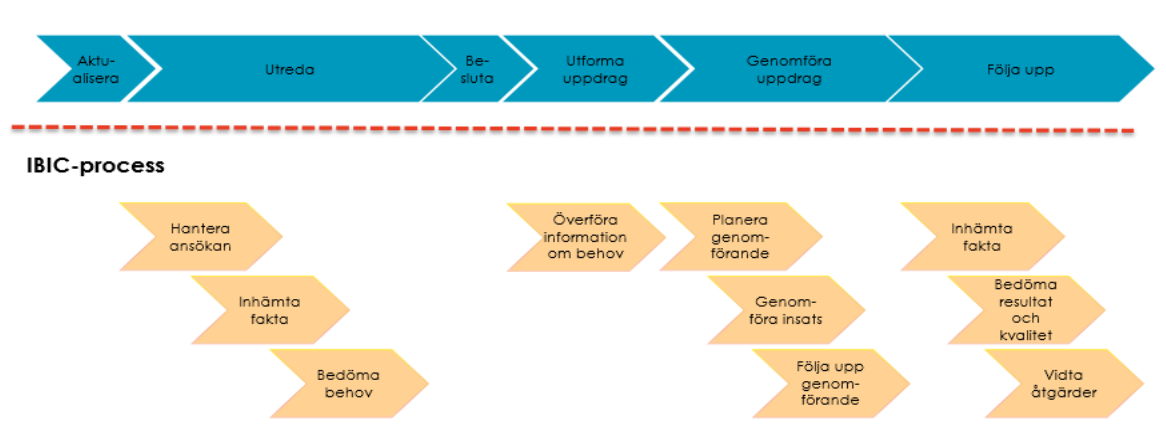 Aktu-
alisera
Utreda
Be-
sluta
Utforma
uppdrag
Genomföra
uppdrag
Följa upp
IBIC-process
Hantera
ansökan
Inhämta
fakta
Bedöma
behov
Överföra
information
om behov
Planera
genom-
förande
Genom-
föra insats
Följa upp
genom-
förande
Inhämta
fakta
Bedöma
resultat
och
kvalitet
Vidta
åtgärder